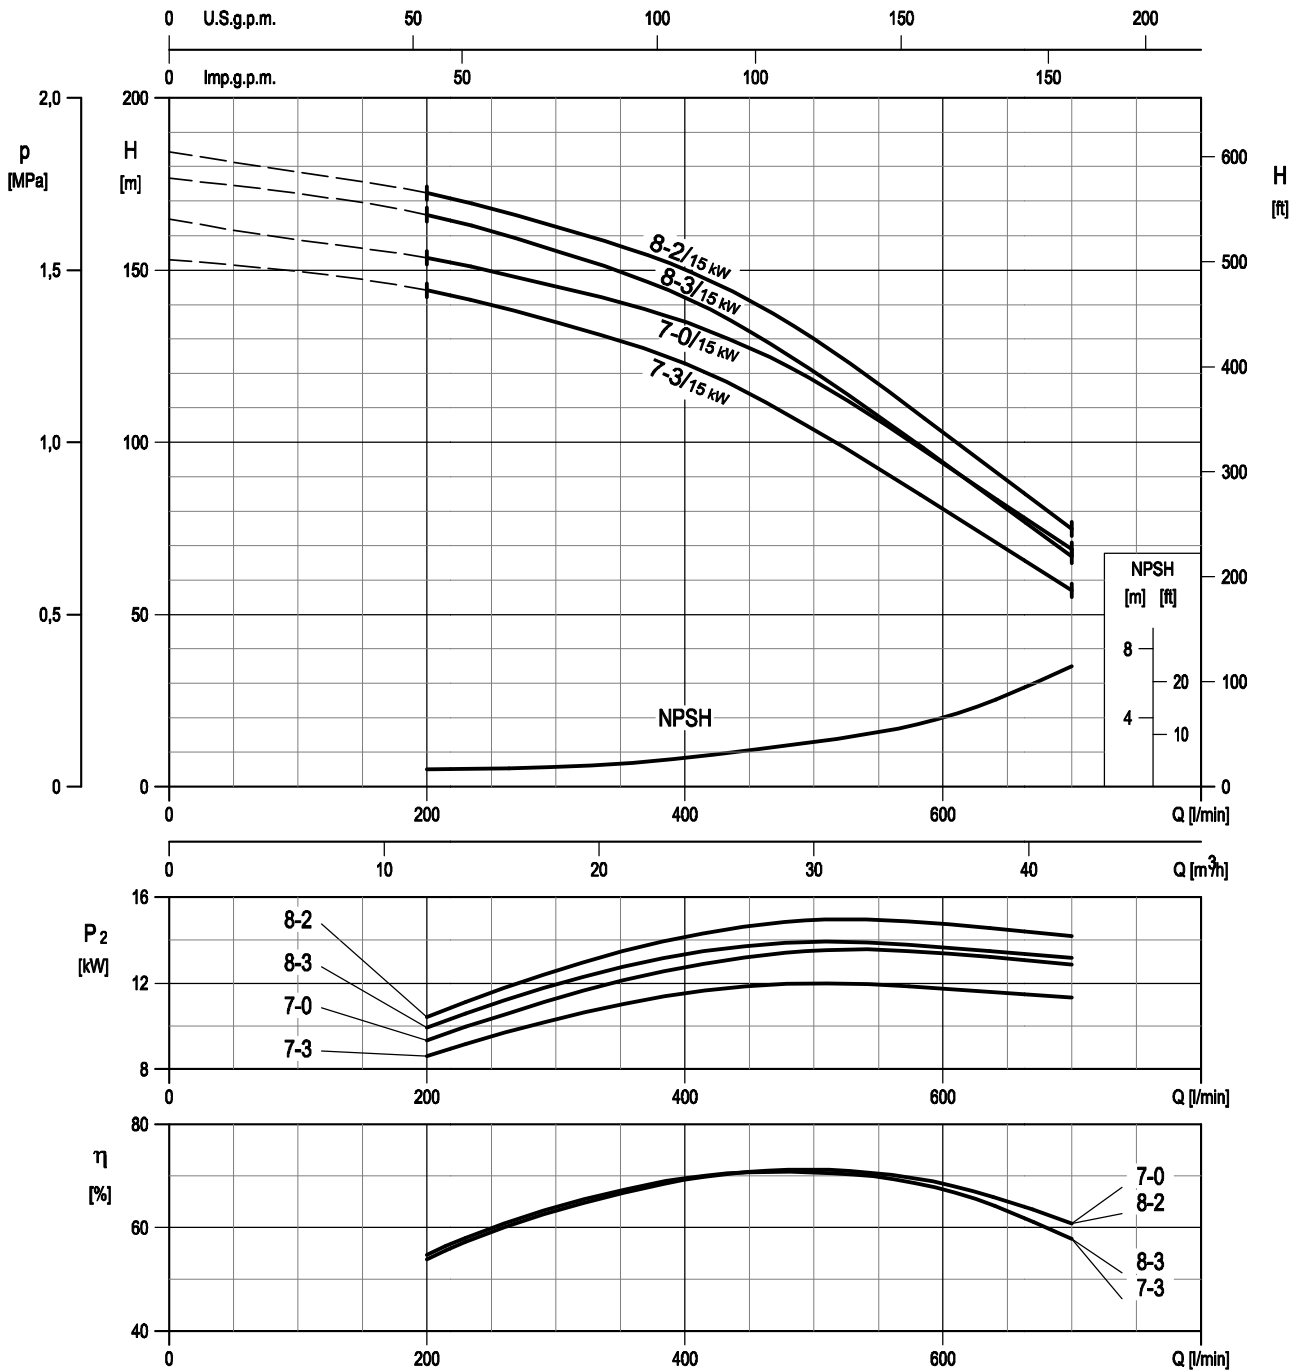 0 U.S.g.p.m. 50 100 150 200
0 Imp.g.p.m. 50 100 150
2,0 200
p H
[MPa] [m]
600
H
[ft]
8-2/15 kW
500
1,5 150
8-3/15 kW
7-0/15 kW
400
7-3/15 kW
1,0 100
300
NPSH
200
[m] [ft]
0,5 50
8
20 100
NPSH 4
10
0 0 0
0 200 400 600 Q [l/min]
0 10 20 30 40 Q [m³/h]
16
8-2
P2
[kW] 8-3
12
7-0
7-3
8
0 200 400 600 Q [l/min]
80
η
[%]
7-0
8-2
60
8-3
7-3
40
0 200 400 600 Q [l/min]